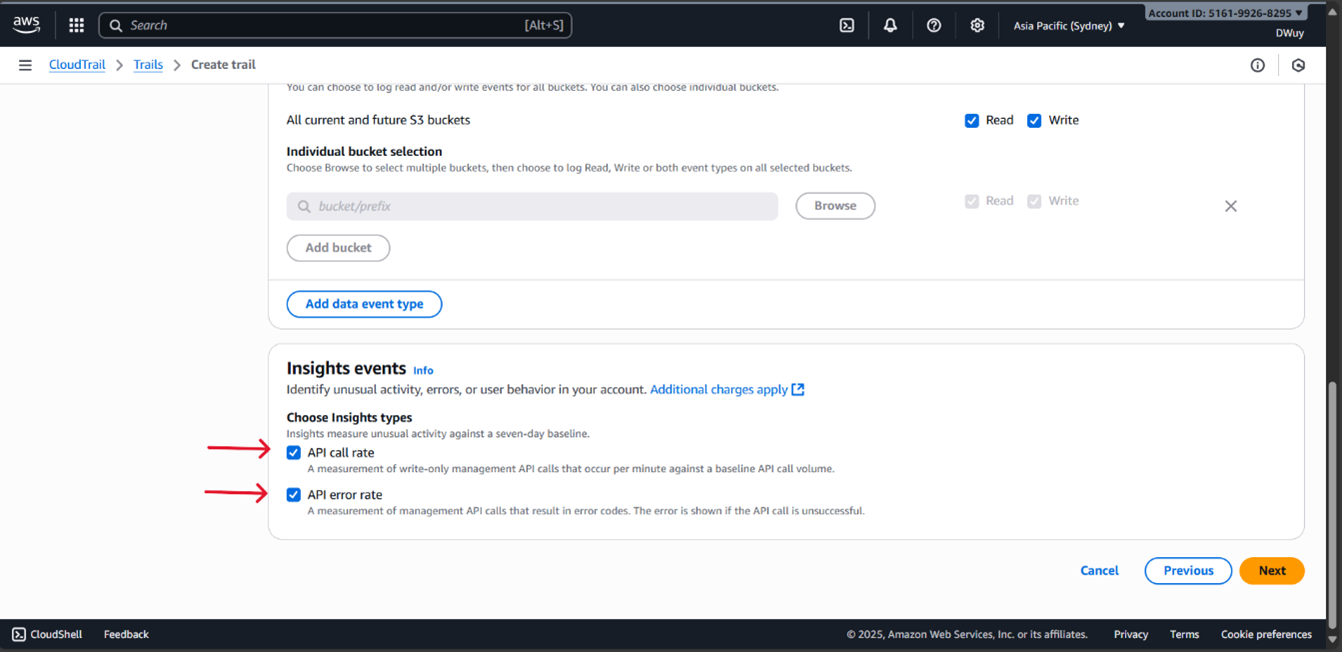 aws
Search
[Alt+S]
Asia Pacific (Sydney) ▼
Account ID: 5161-9926-8295 ▼
DWuy
CloudTrail > Trails > Create trail
You can choose to log read and/or write events for all buckets. You can also choose individual buckets.
All current and future S3 buckets
Read
Write
Individual bucket selection
Choose Browse to select multiple buckets, then choose to log Read, Write or both event types on all selected buckets.
bucket/prefix
Browse
Read
Write
Add bucket
Add data event type
Insights events Info
Identify unusual activity, errors, or user behavior in your account. Additional charges apply
Choose Insights types
Insights measure unusual activity against a seven-day baseline.
API call rate
A measurement of write-only management API calls that occur per minute against a baseline API call volume.
API error rate
A measurement of management API calls that result in error codes. The error is shown if the API call is unsuccessful.
Cancel
Previous
Next
CloudShell
Feedback
© 2025, Amazon Web Services, Inc. or its affiliates.
Privacy
Terms
Cookie preferences